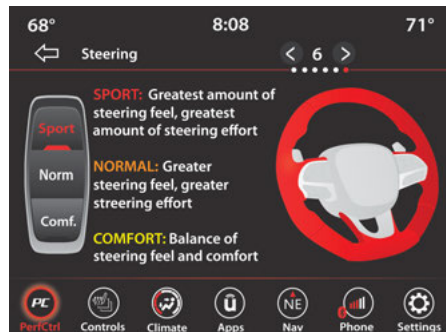 68° 8:08 71°
Steering < 6 >
SPORT: Greatest amount of
steering feel, greatest
amount of steering effort
Sport
NORMAL: Greater
steering feel, greater
streering effort
Norm
COMFORT: Balance of
steering feel and comfort
Comf.
PC û NE
PerfCtrl Controls Climate Apps Nav Phone Settings